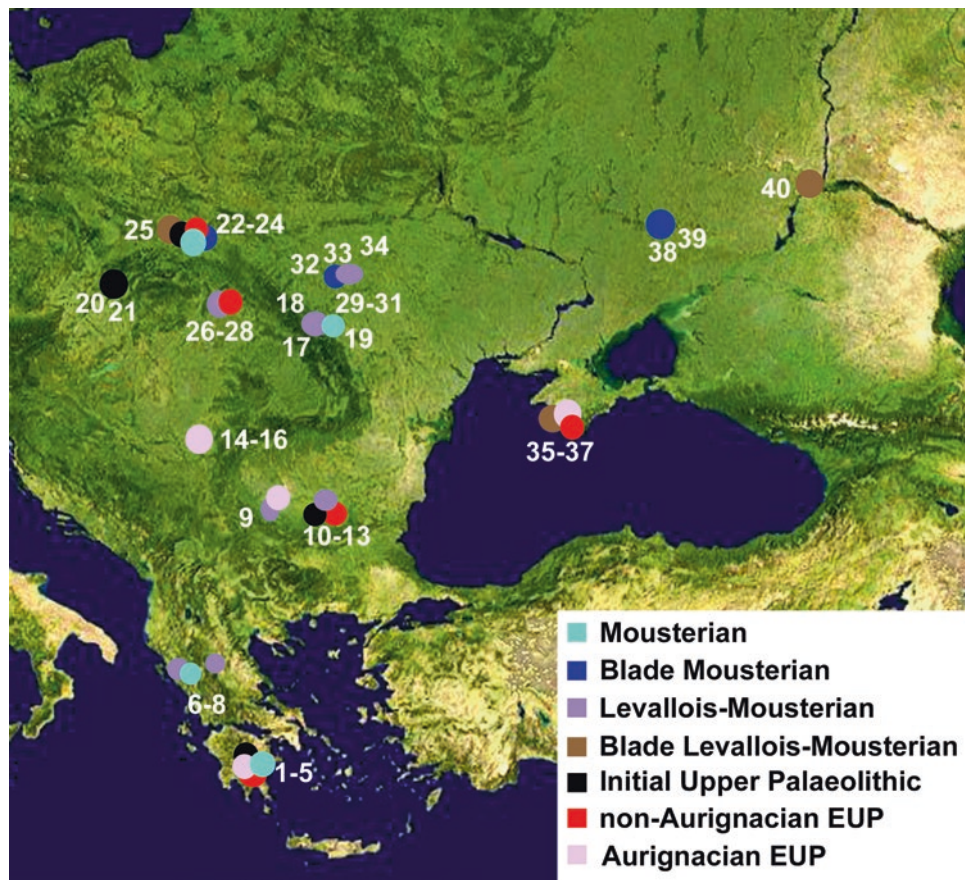 40
25
22-24
39
38
32 33 34
20
21
29-31
18
26-28
17
19
14-16
35-37
9
10-13
6-8
1-5
Mousterian
Blade Mousterian
Levallois-Mousterian
Blade Levallois-Mousterian
Initial Upper Palaeolithic
non-Aurignacian EUP
Aurignacian EUP